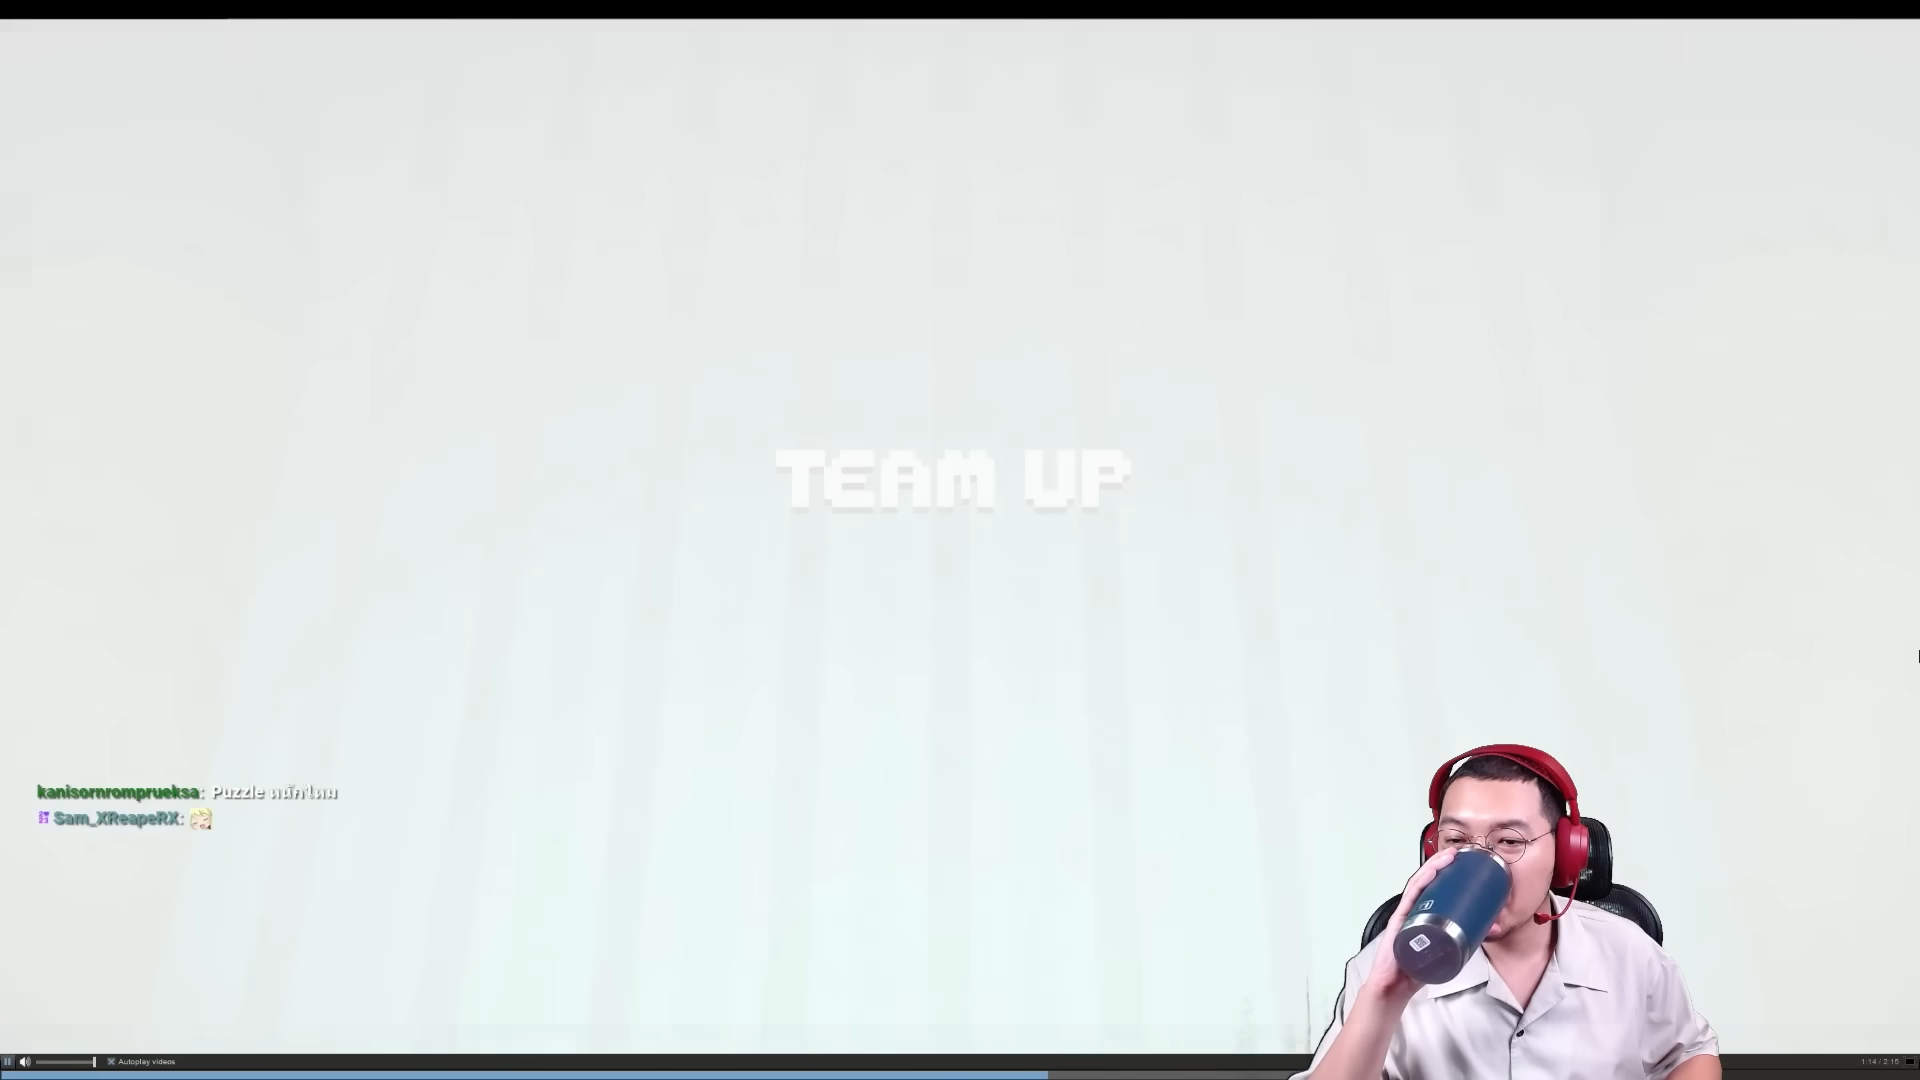 TEAM UP
kanisornromprueksa: Puzzle หนักไหม
Sam_XReapeRX:
Autoplay videos
1:14 / 2:15